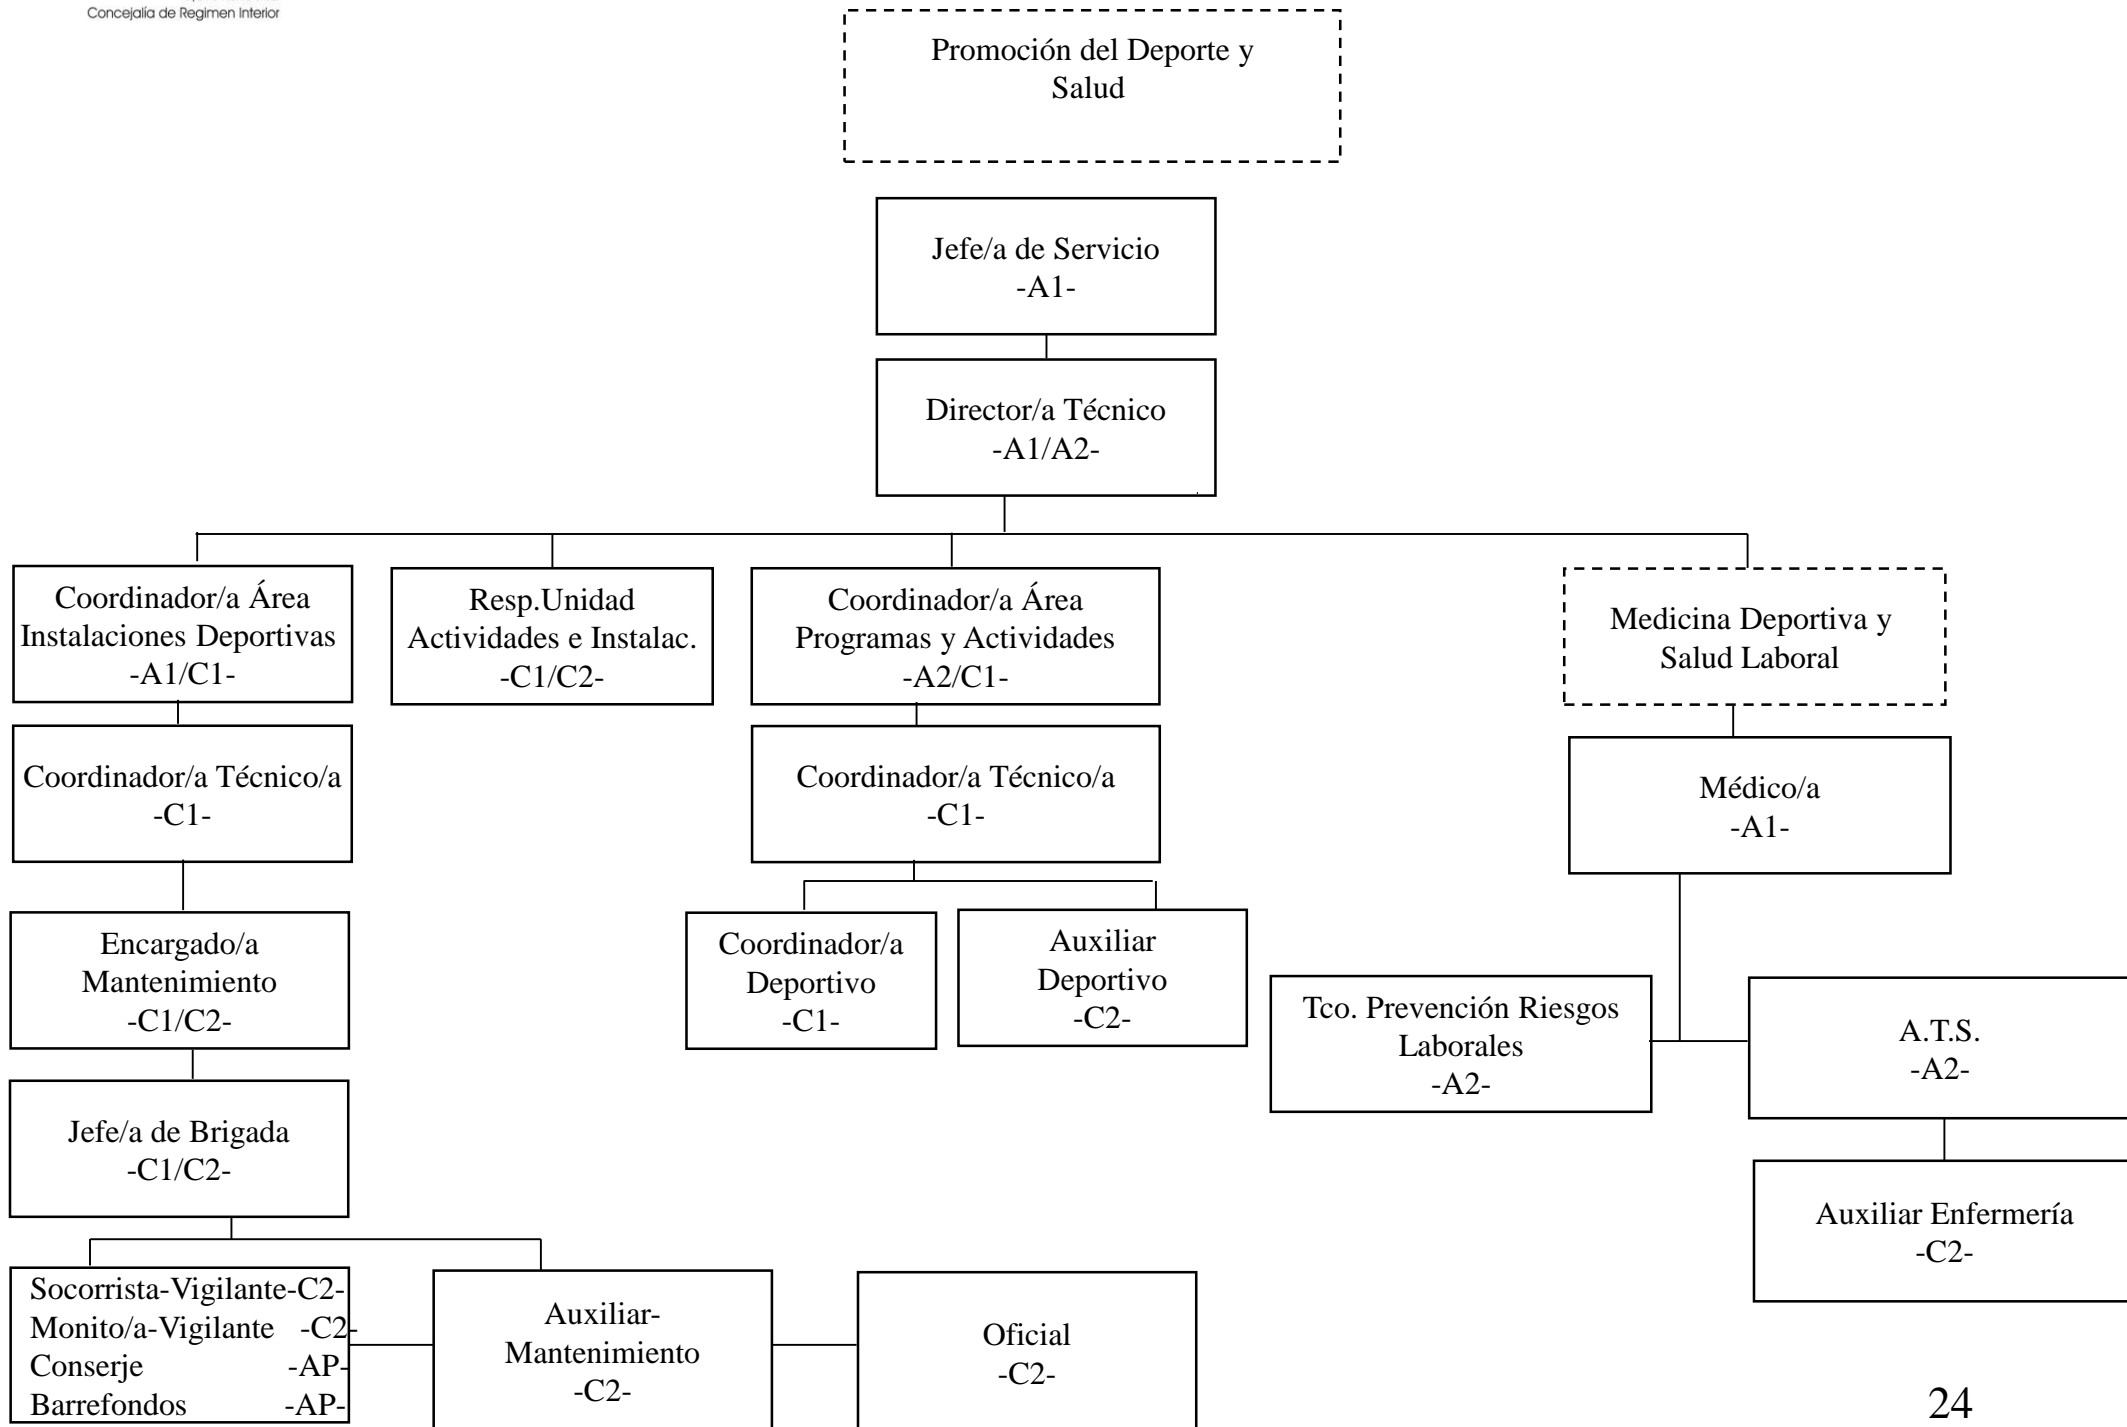 Concejalía de Regimen Interior
Promoción del Deporte y
Salud
Jefe/a de Servicio
-A1-
Director/a Técnico
-A1/A2-
Coordinador/a Área
Instalaciones Deportivas
-A1/C1-
Resp.Unidad
Actividades e Instalac.
-C1/C2-
Coordinador/a Área
Programas y Actividades
-A2/C1-
Medicina Deportiva y
Salud Laboral
Coordinador/a Técnico/a
-C1-
Coordinador/a Técnico/a
-C1-
Médico/a
-A1-
Encargado/a
Mantenimiento
-C1/C2-
Coordinador/a
Deportivo
-C1-
Auxiliar
Deportivo
-C2-
Tco. Prevención Riesgos
Laborales
-A2-
A.T.S.
-A2-
Jefe/a de Brigada
-C1/C2-
Auxiliar Enfermería
-C2-
Socorrista-Vigilante-C2-
Monito/a-Vigilante -C2-
Conserje -AP-
Barrefondos -AP-
Auxiliar-
Mantenimiento
-C2-
Oficial
-C2-
24